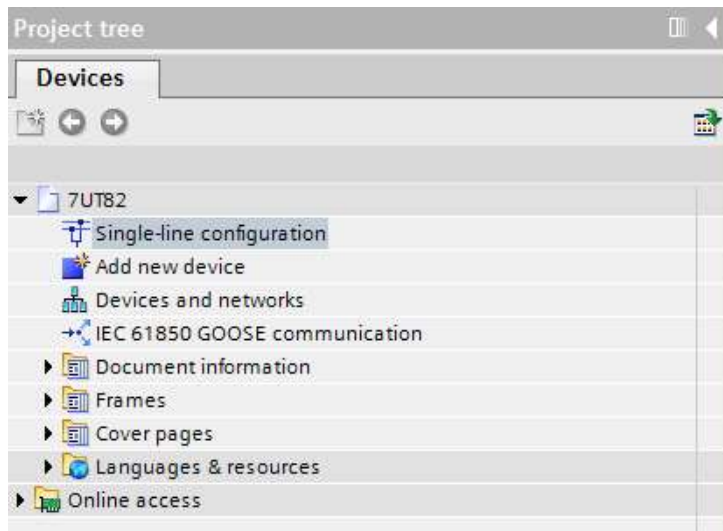 Project tree
Devices
7UT82
Single-line configuration
Add new device
Devices and networks
IEC 61850 GOOSE communication
Document information
Frames
Cover pages
Languages & resources
Online access